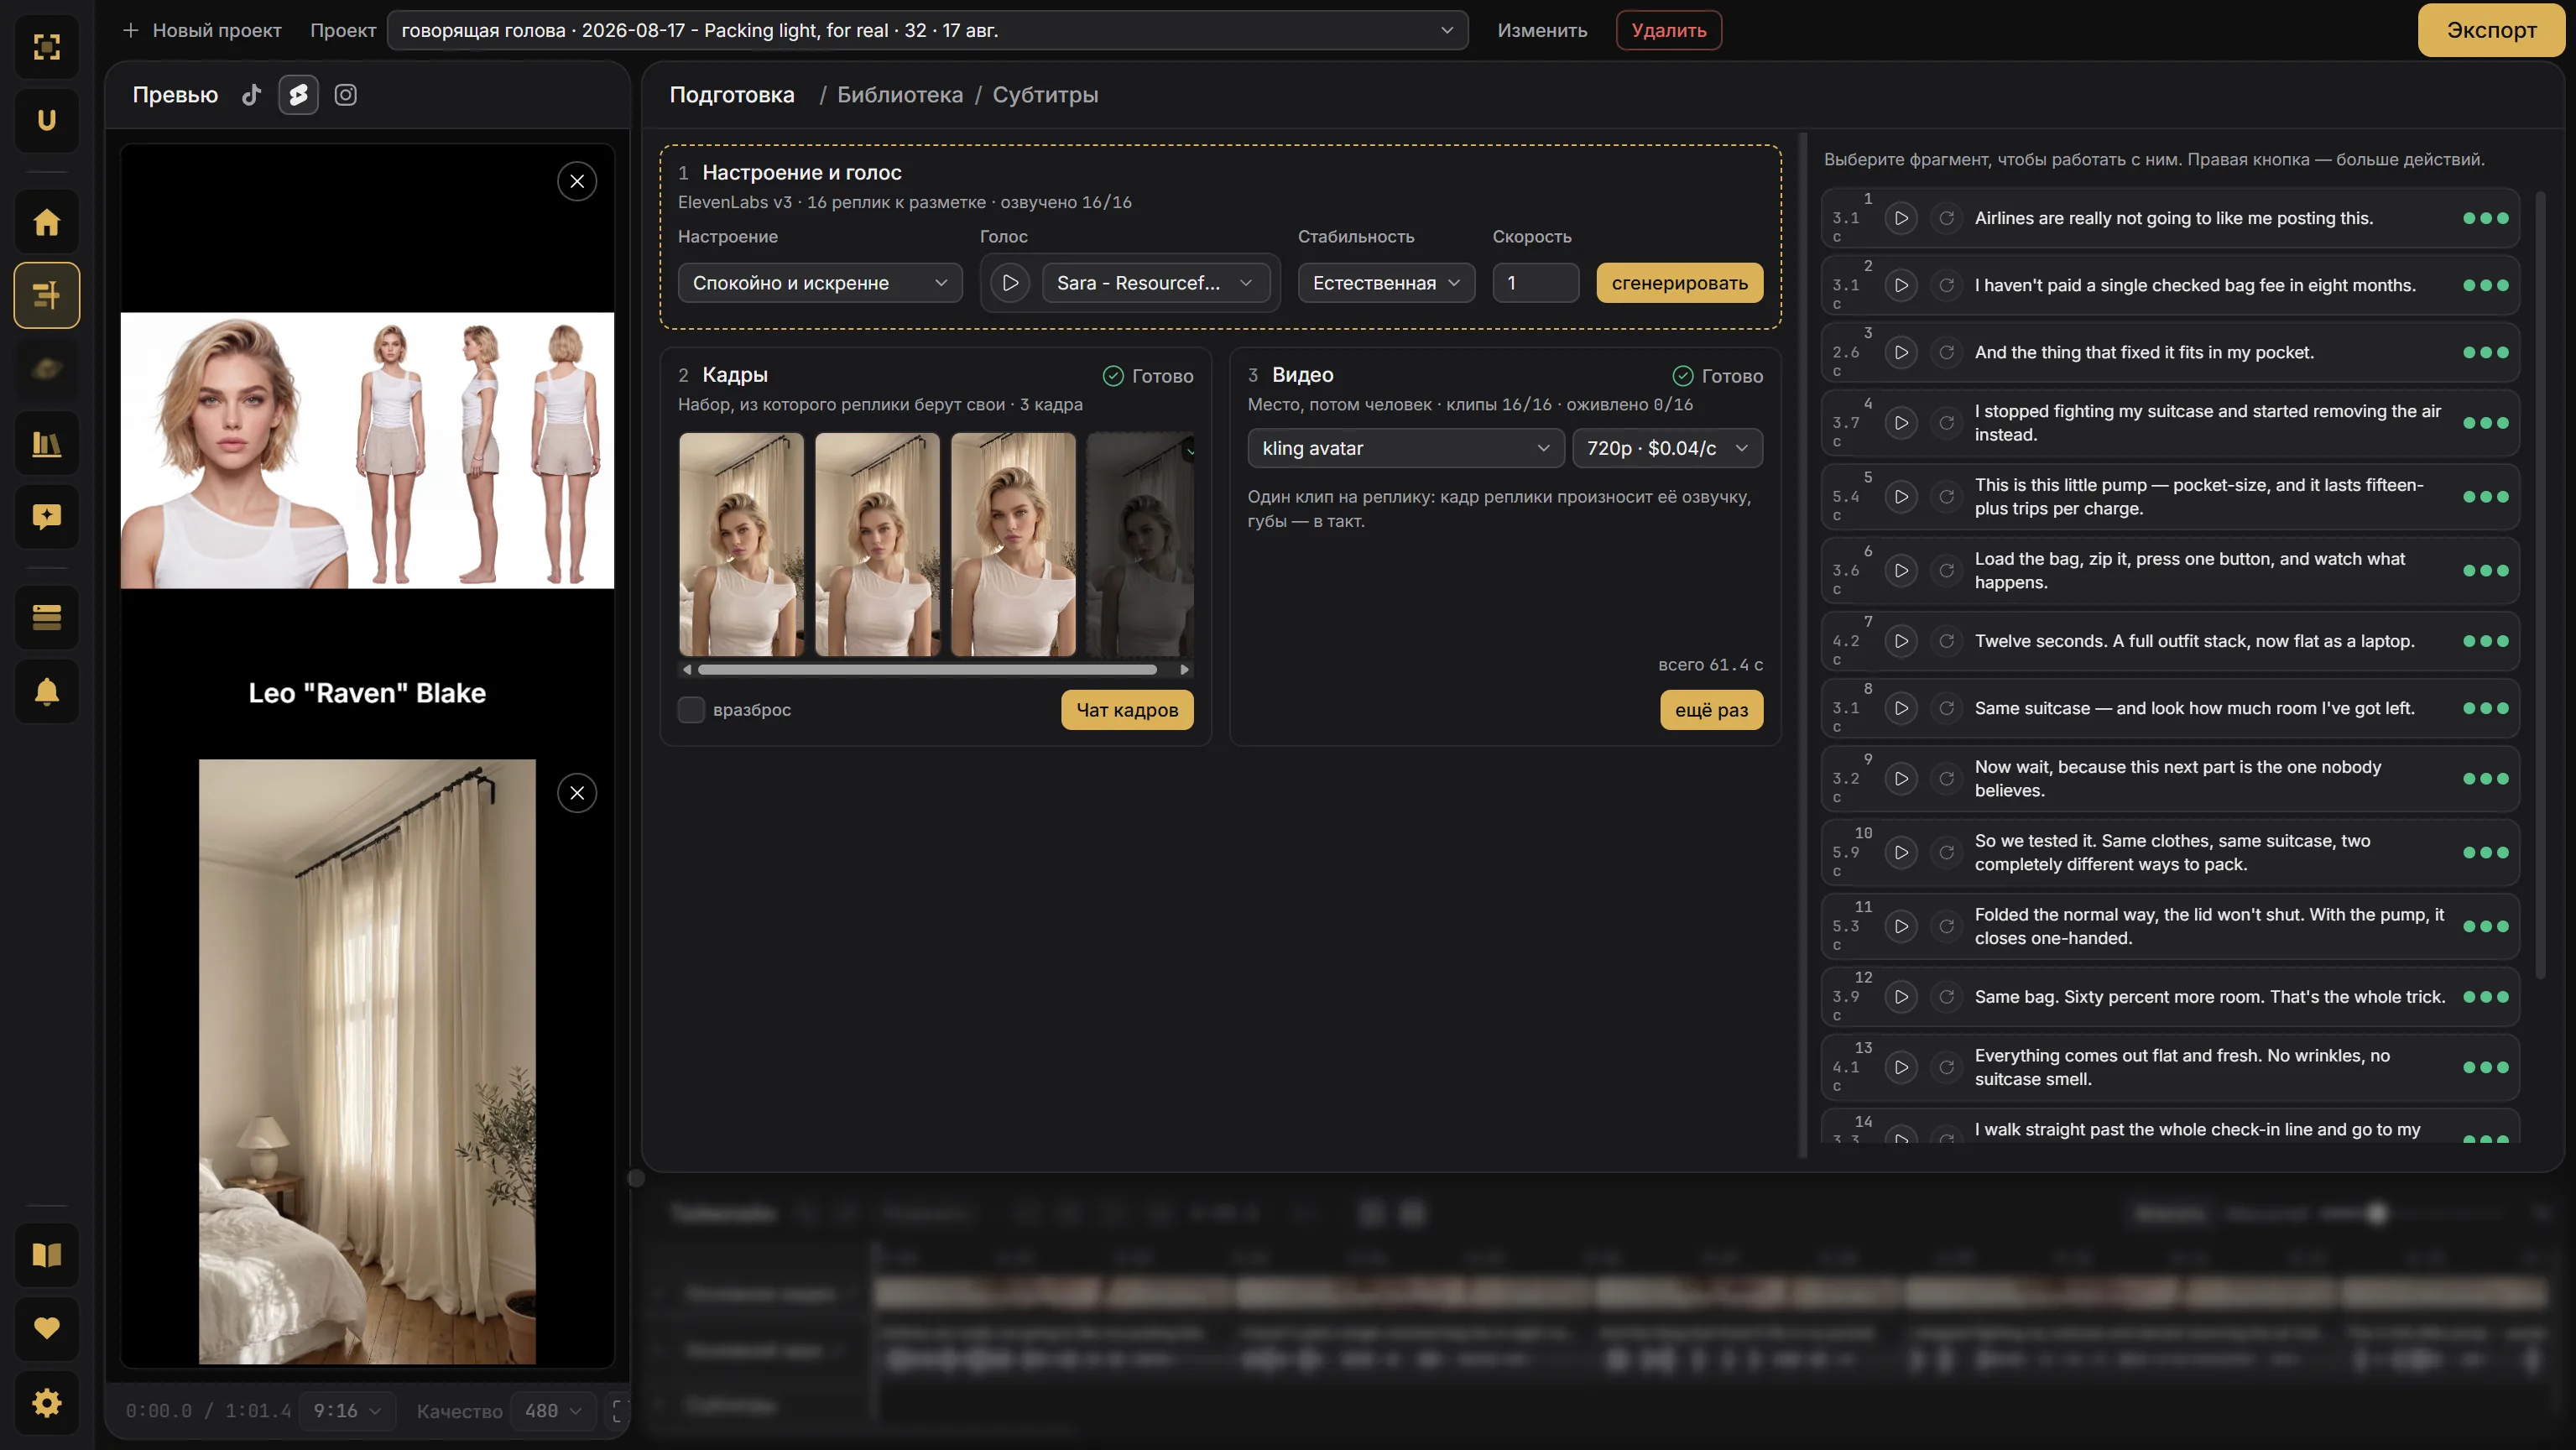 Новый проект
Проект
говорящая голова · 2026-08-17 - Packing light, for real · 32 · 17 авг.
Изменить
Удалить
Экспорт
U
Превью
Подготовка / Библиотека / Субтитры
1 Настроение и голос
ElevenLabs v3 · 16 реплик к разметке · озвучено 16/16
Настроение
Голос
Стабильность
Скорость
Спокойно и искренне
Sara - Resourcef...
Естественная
1
сгенерировать
2 Кадры
Готово
Набор, из которого реплики берут свои · 3 кадра
вразброс
Чат кадров
3 Видео
Готово
Место, потом человек · клипы 16/16 · оживлено 0/16
kling avatar
720p · $0.04/с
Один клип на реплику: кадр реплики произносит её озвучку,
губы — в такт.
всего 61.4 с
ещё раз
Leo "Raven" Blake
0:00.0 / 1:01.4
9:16
Качество
480
Выберите фрагмент, чтобы работать с ним. Правая кнопка — больше действий.
1
3.1 с
Airlines are really not going to like me posting this.
2
3.1 с
I haven't paid a single checked bag fee in eight months.
3
2.6 с
And the thing that fixed it fits in my pocket.
4
3.7 с
I stopped fighting my suitcase and started removing the air
instead.
5
5.4 с
This is this little pump — pocket-size, and it lasts fifteen-
plus trips per charge.
6
3.6 с
Load the bag, zip it, press one button, and watch what
happens.
7
4.2 с
Twelve seconds. A full outfit stack, now flat as a laptop.
8
3.1 с
Same suitcase — and look how much room I've got left.
9
3.2 с
Now wait, because this next part is the one nobody
believes.
10
5.9 с
So we tested it. Same clothes, same suitcase, two
completely different ways to pack.
11
5.3 с
Folded the normal way, the lid won't shut. With the pump, it
closes one-handed.
12
3.9 с
Same bag. Sixty percent more room. That's the whole trick.
13
4.1 с
Everything comes out flat and fresh. No wrinkles, no
suitcase smell.
14
3.3
I walk straight past the whole check-in line and go to my